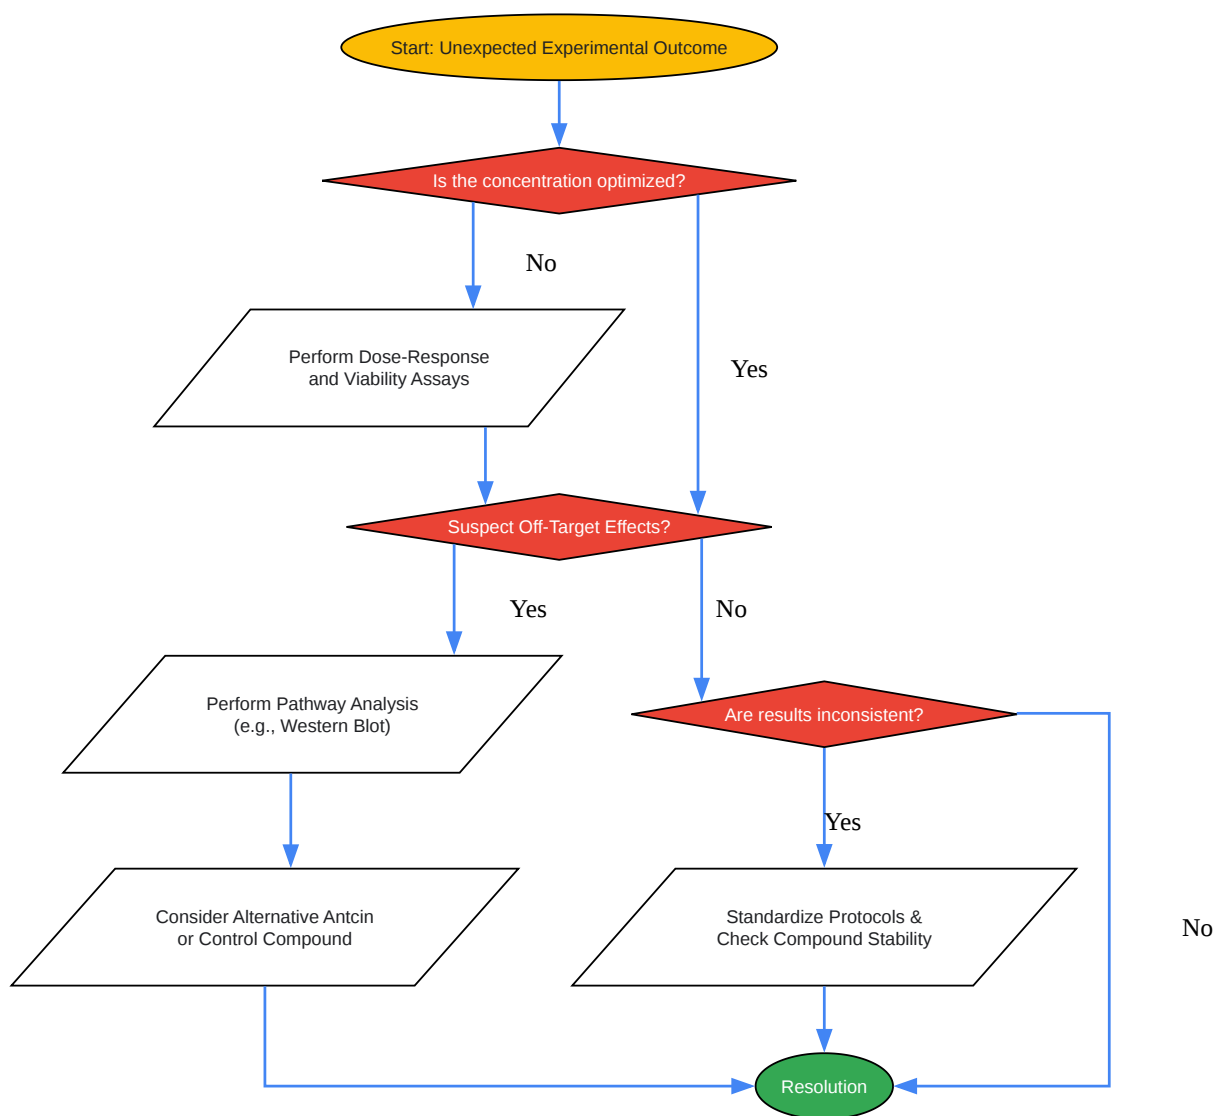 Start: Unexpected Experimental Outcome
Is the concentration optimized?
No
Perform Dose-Response
and Viability Assays
Yes
Suspect Off-Target Effects?
Yes
No
Perform Pathway Analysis
(e.g., Western Blot)
Are results inconsistent?
Yes
Consider Alternative Antcin
or Control Compound
Standardize Protocols &
Check Compound Stability
No
Resolution